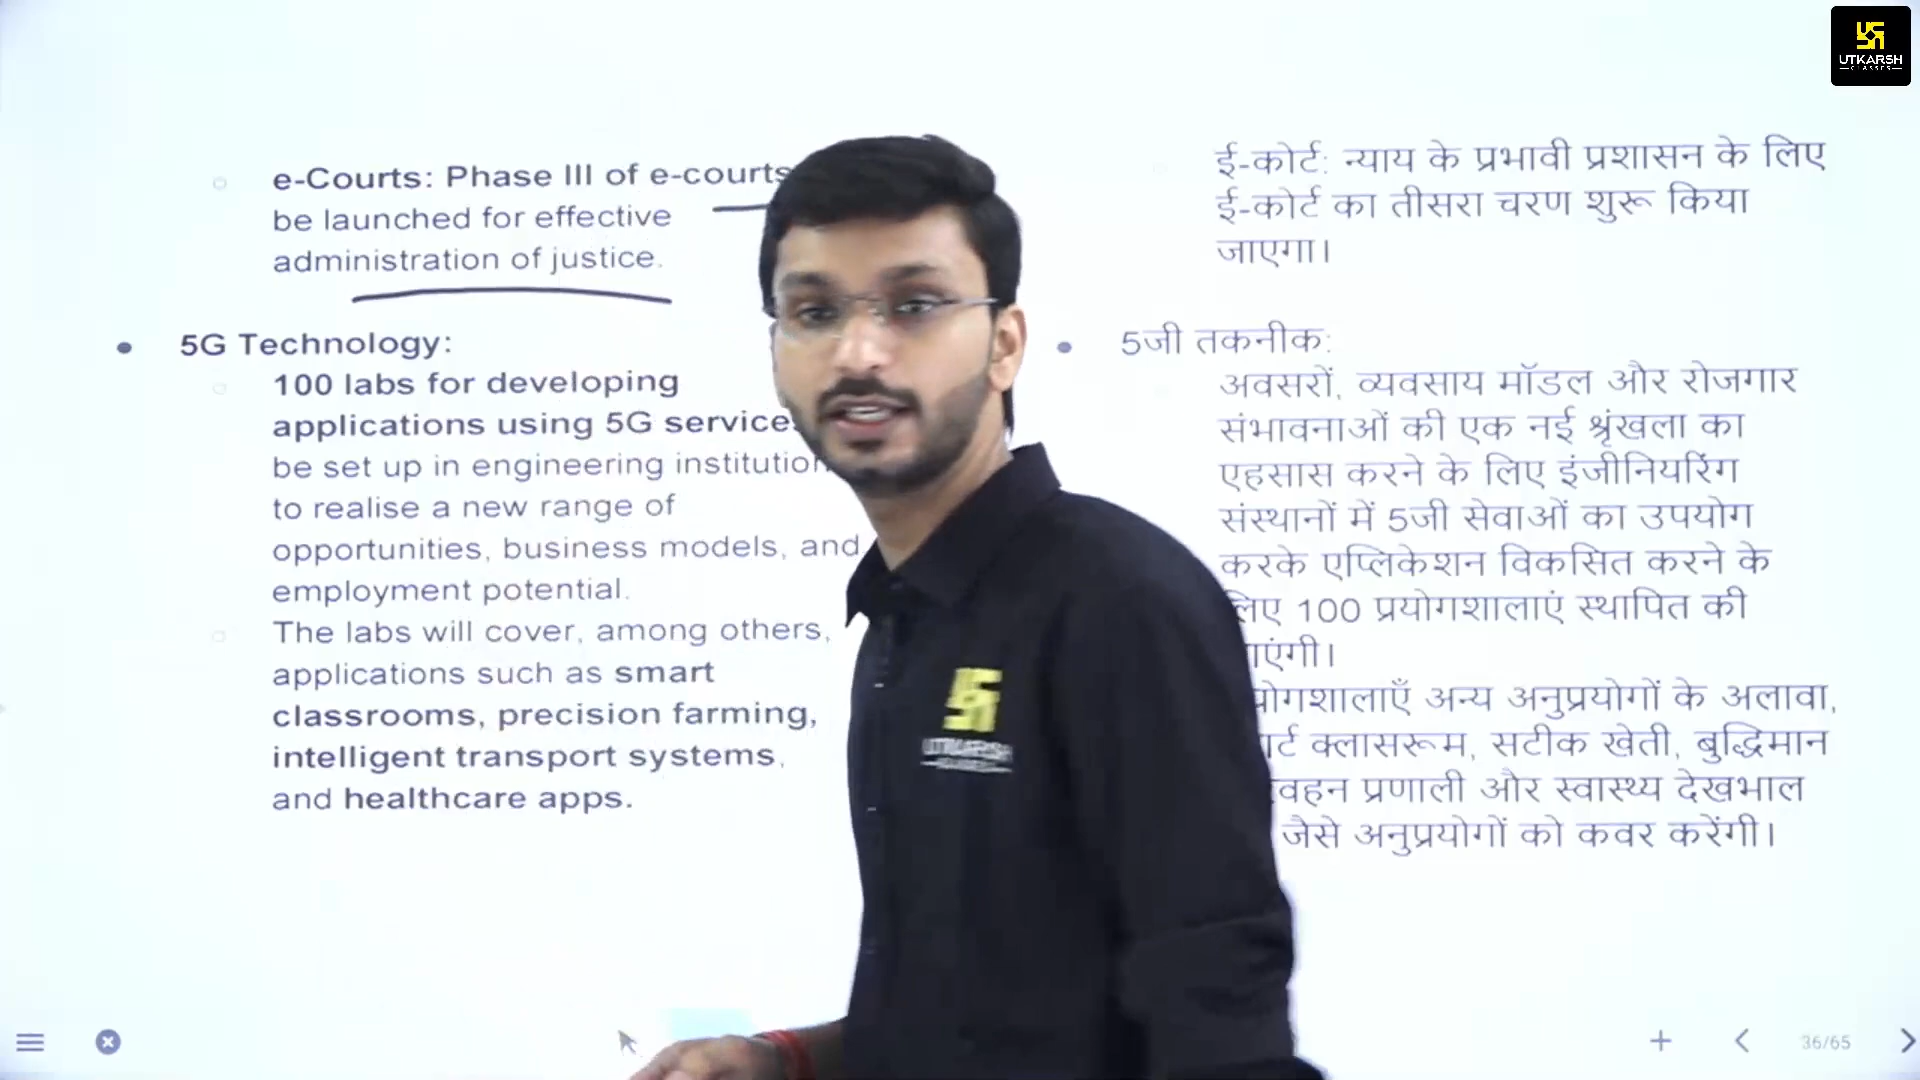 UTKARSH
CLASSES
e-Courts: Phase III of e-courts
be launched for effective
administration of justice.
5G Technology:
100 labs for developing
applications using 5G services
be set up in engineering institution
to realise a new range of
opportunities, business models, and
employment potential.
The labs will cover, among others,
applications such as smart
classrooms, precision farming,
intelligent transport systems,
and healthcare apps.
ई-कोर्ट: न्याय के प्रभावी प्रशासन के लिए
ई-कोर्ट का तीसरा चरण शुरू किया
जाएगा।
5जी तकनीक:
अवसरों, व्यवसाय मॉडल और रोजगार
संभावनाओं की एक नई श्रृंखला का
एहसास करने के लिए इंजीनियरिंग
संस्थानों में 5जी सेवाओं का उपयोग
करके एप्लिकेशन विकसित करने के
लिए 100 प्रयोगशालाएं स्थापित की
जाएंगी।
योगशालाएँ अन्य अनुप्रयोगों के अलावा,
र्ट क्लासरूम, सटीक खेती, बुद्धिमान
वहन प्रणाली और स्वास्थ्य देखभाल
जैसे अनुप्रयोगों को कवर करेंगी।
UTKARSH
36/65